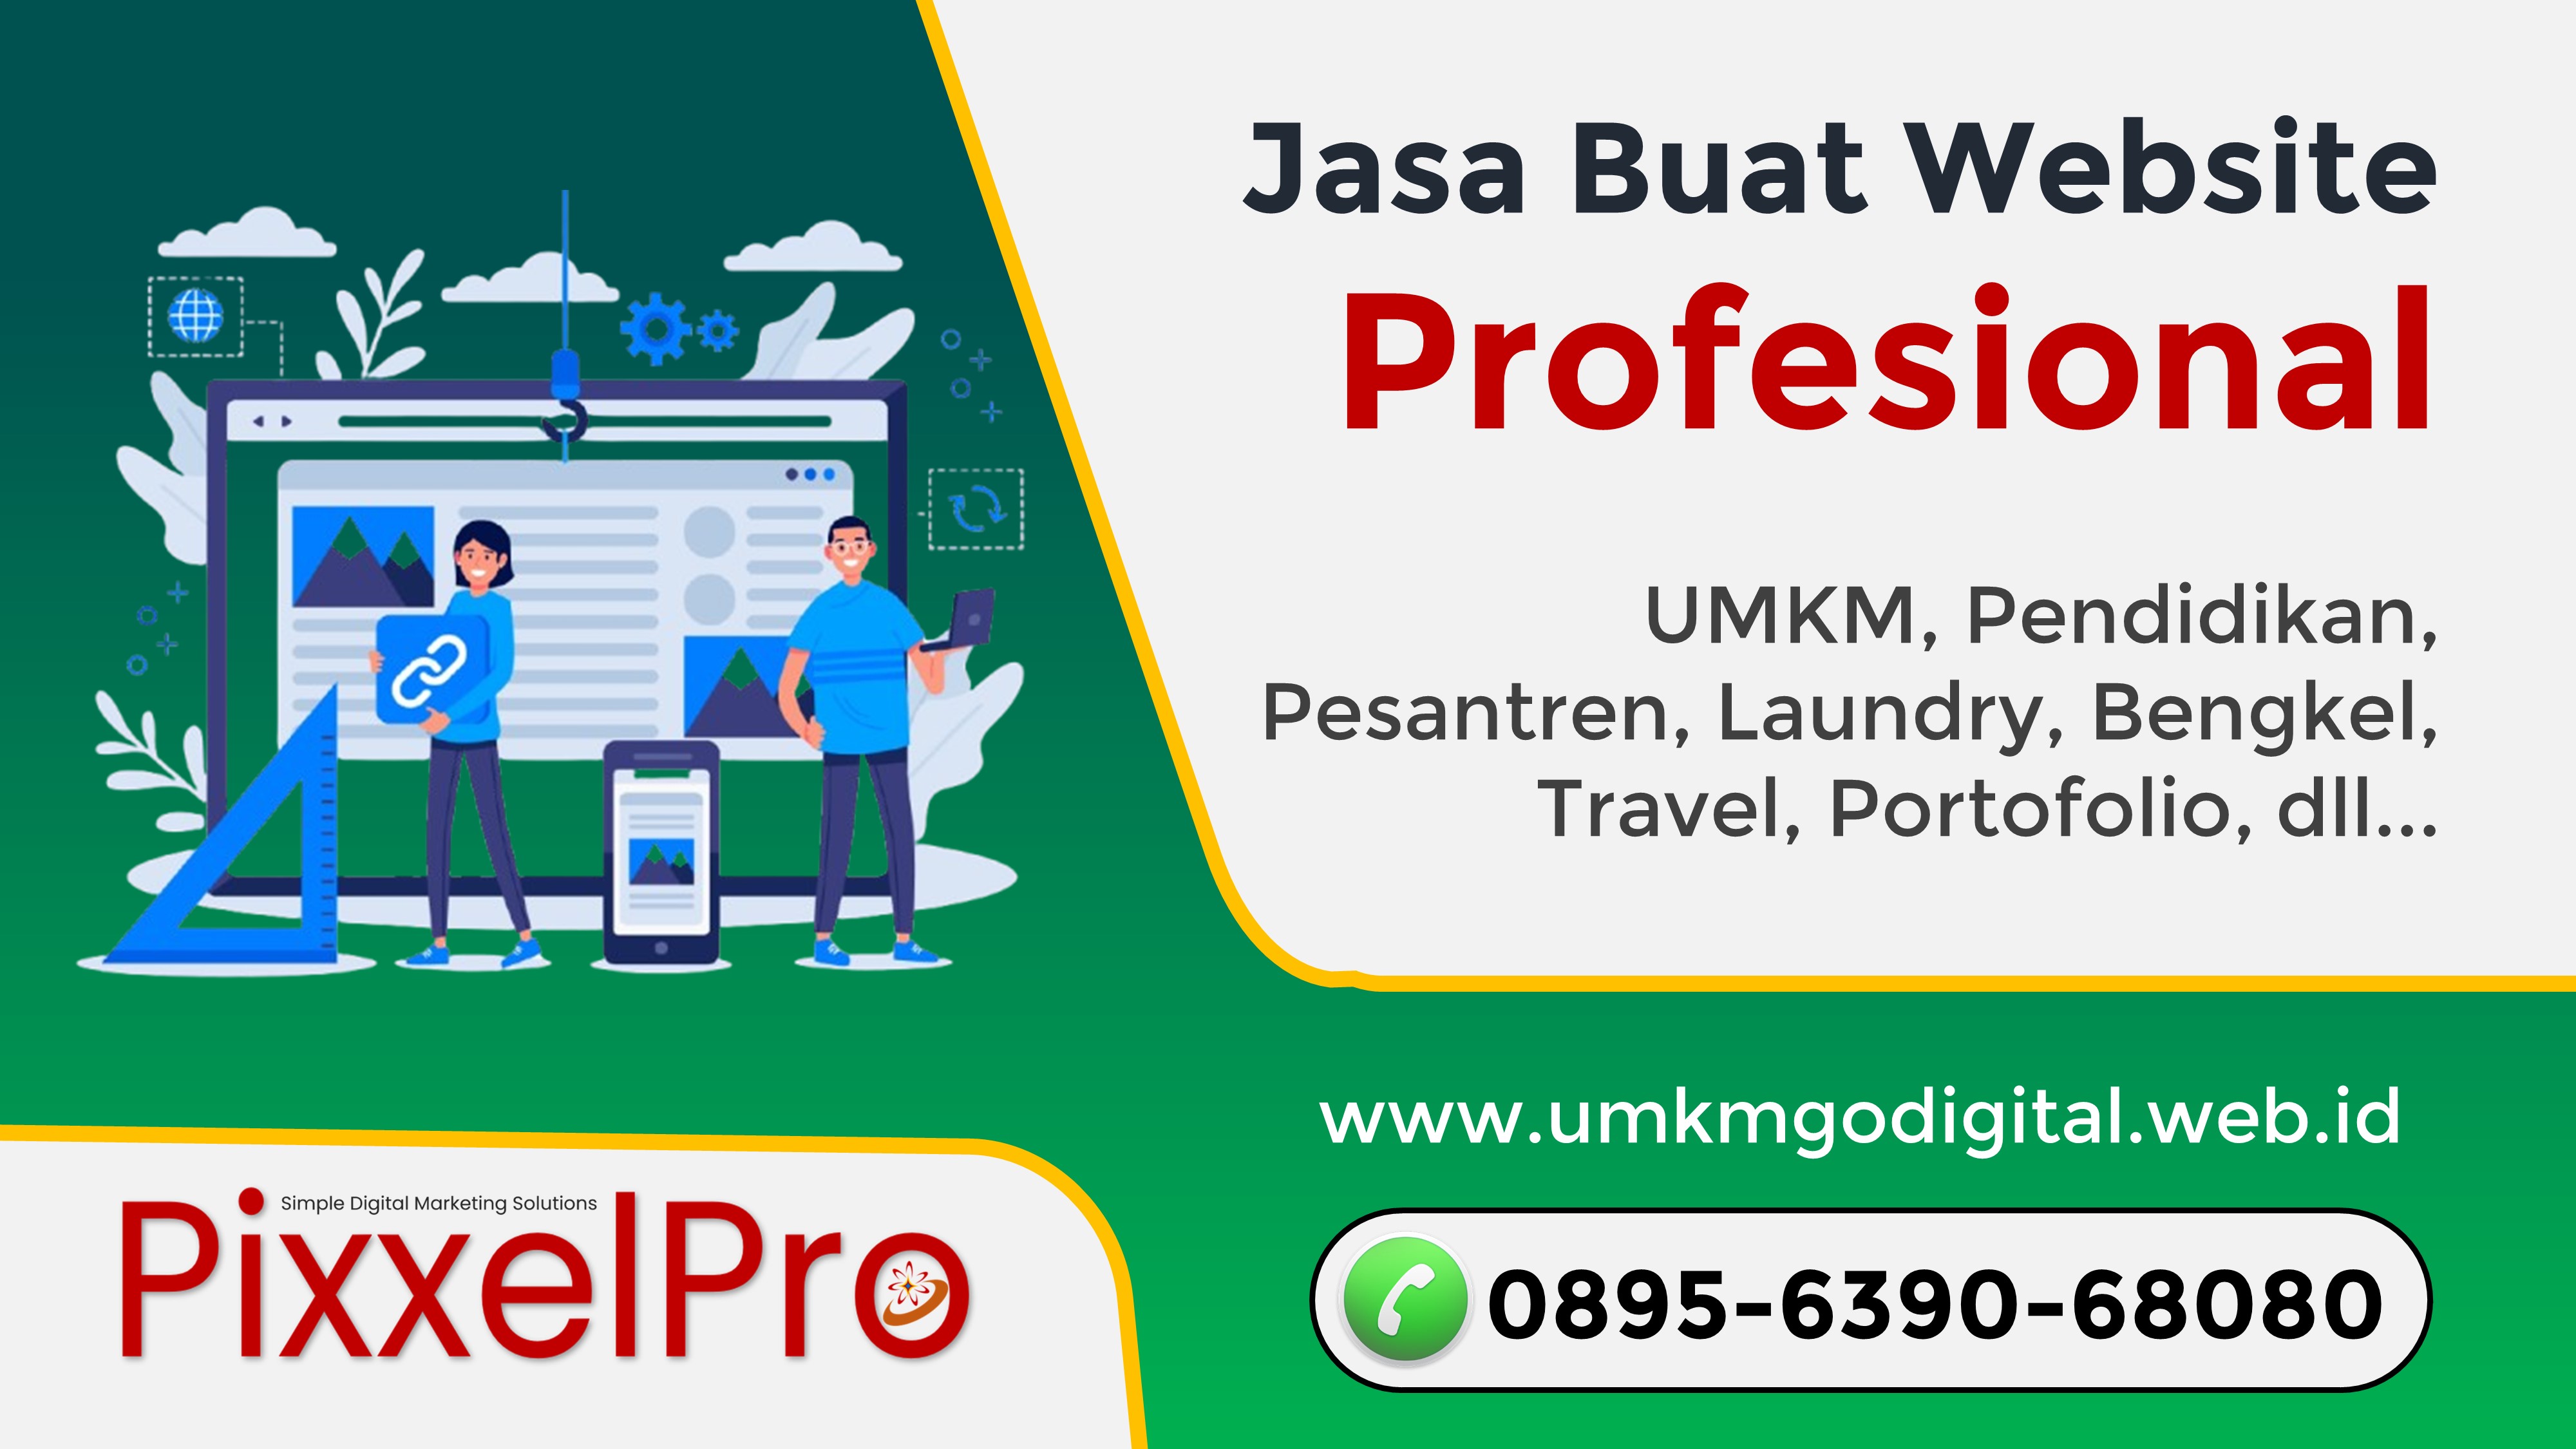 Jasa Buat Website
Profesional
UMKM, Pendidikan,
Pesantren, Laundry, Bengkel,
Travel, Portofolio, dll...
www.umkmgodigital.web.id
0895-6390-68080
Simple Digital Marketing Solutions
PixxelPro